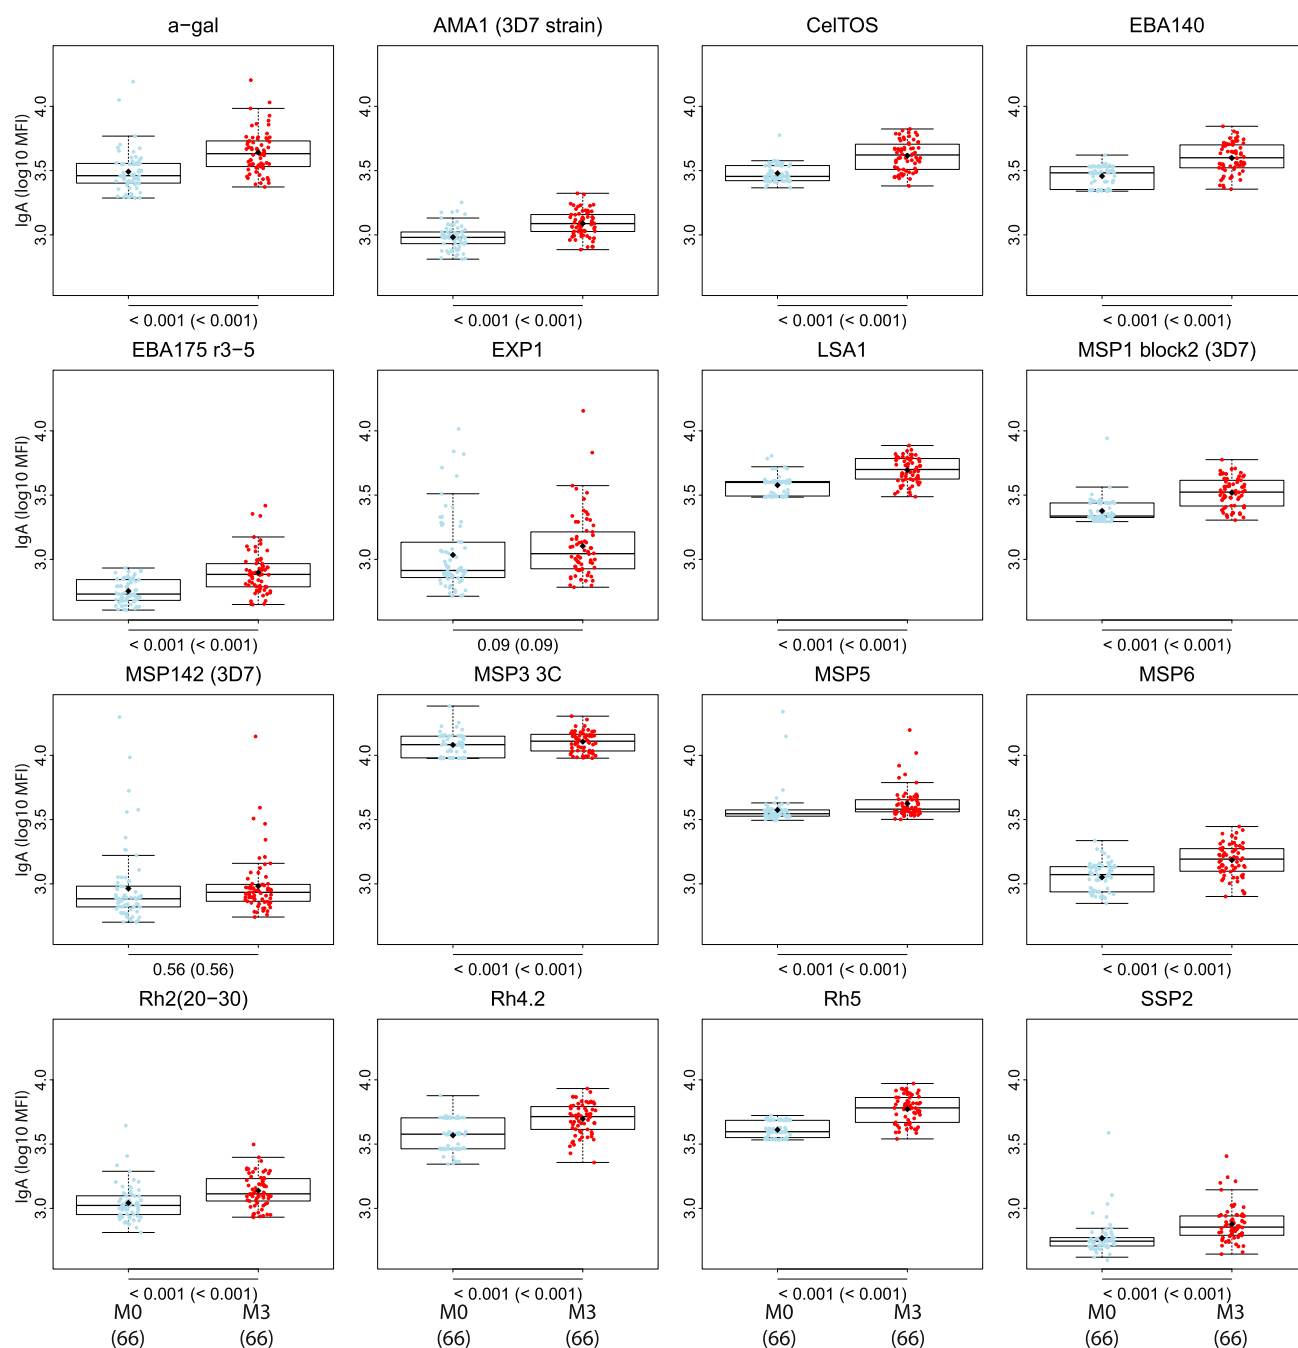 a−gal AMA1 (3D7 strain) CelTOS EBA140
IgA (log10 MFI)
4.0 4.0 4.0 4.0
3.5 3.5 3.5 3.5
3.0 3.0 3.0 3.0
< 0.001 (< 0.001) < 0.001 (< 0.001) < 0.001 (< 0.001) < 0.001 (< 0.001)
EBA175 r3−5 EXP1 LSA1 MSP1 block2 (3D7)
IgA (log10 MFI)
4.0 4.0 4.0 4.0
3.5 3.5 3.5 3.5
3.0 3.0 3.0 3.0
< 0.001 (< 0.001) 0.09 (0.09) < 0.001 (< 0.001) < 0.001 (< 0.001)
MSP142 (3D7) MSP3 3C MSP5 MSP6
IgA (log10 MFI)
4.0 4.0 4.0 4.0
3.5 3.5 3.5 3.5
3.0 3.0 3.0 3.0
0.56 (0.56) < 0.001 (< 0.001) < 0.001 (< 0.001) < 0.001 (< 0.001)
Rh2(20−30) Rh4.2 Rh5 SSP2
IgA (log10 MFI)
4.0 4.0 4.0 4.0
3.5 3.5 3.5 3.5
3.0 3.0 3.0 3.0
< 0.001 (< 0.001) < 0.001 (< 0.001) < 0.001 (< 0.001) < 0.001 (< 0.001)
M0 M3 M0 M3 M0 M3 M0 M3
(66) (66) (66) (66) (66) (66) (66) (66)